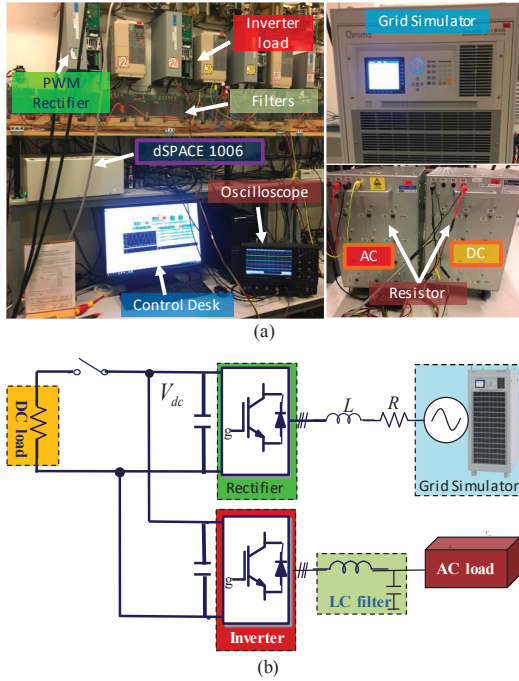 Inverter
load
Grid Simulator
Chroma
PWM
Rectifier
Filters
dSPACE 1006
Oscilloscope
AC
DC
Control Desk
Resistor
(a)
DC load
V_dc
g
Rectifier
L
R
Grid Simulator
g
Inverter
LC filter
AC load
(b)